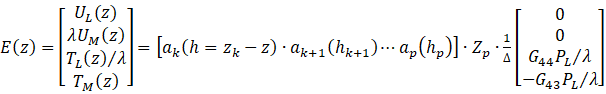 E(z) = [U_L(z) λU_M(z) T_L(z)/λ T_M(z)] = [a_k(h = z_k − z) · a_{k+1}(h_{k+1}) ⋯ a_p(h_p)] · Z_p · 1/Δ [0 0 G_44 P_L/λ −G_43 P_L/λ]